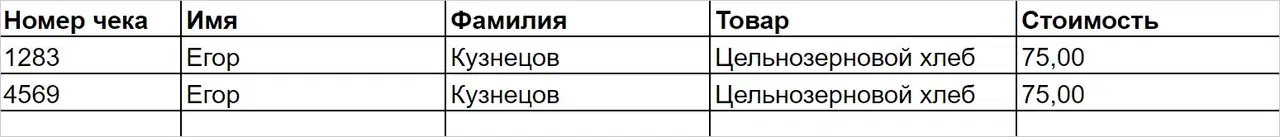 Номер чека Имя Фамилия Товар Стоимость
1283 Егор Кузнецов Цельнозерновой хлеб 75,00
4569 Егор Кузнецов Цельнозерновой хлеб 75,00